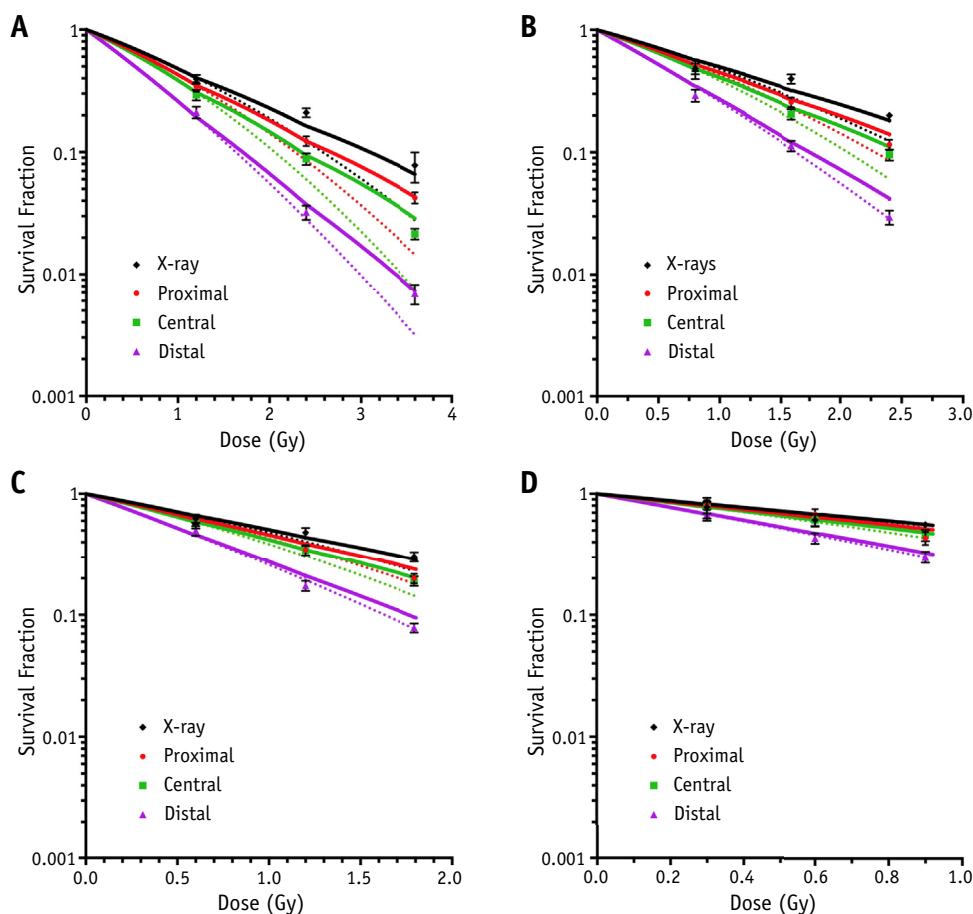 A
1
0.1
0.01
0.001
Survival Fraction
X-ray
Proximal
Central
Distal
0 1 2 3 4
Dose (Gy)
B
1
0.1
0.01
0.001
Survival Fraction
X-rays
Proximal
Central
Distal
0.0 0.5 1.0 1.5 2.0 2.5 3.0
Dose (Gy)
C
1
0.1
0.01
0.001
Survival Fraction
X-ray
Proximal
Central
Distal
0 0.5 1.0 1.5 2.0
Dose (Gy)
D
1
0.1
0.01
0.001
Survival Fraction
X-ray
Proximal
Central
Distal
0.0 0.2 0.4 0.6 0.8 1.0
Dose (Gy)